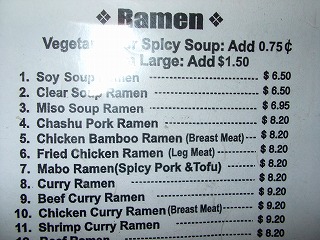 ❖ Ramen ❖
Spicy Soup: Add 0.75¢
Large: Add $1.50
1. Soy Soup Ramen $ 6.50
2. Clear Soup Ramen $ 6.50
3. Miso Soup Ramen $ 6.95
4. Chashu Pork Ramen $ 8.20
5. Chicken Bamboo Ramen (Breast Meat) $ 8.20
6. Fried Chicken Ramen (Leg Meat) $ 8.20
7. Mabo Ramen(Spicy Pork &Tofu) $ 8.20
8. Curry Ramen $ 8.20
9. Beef Curry Ramen $ 9.20
10. Chicken Curry Ramen (Breast Meat) $ 9.20
11. Shrimp Curry Ramen $ 9.20